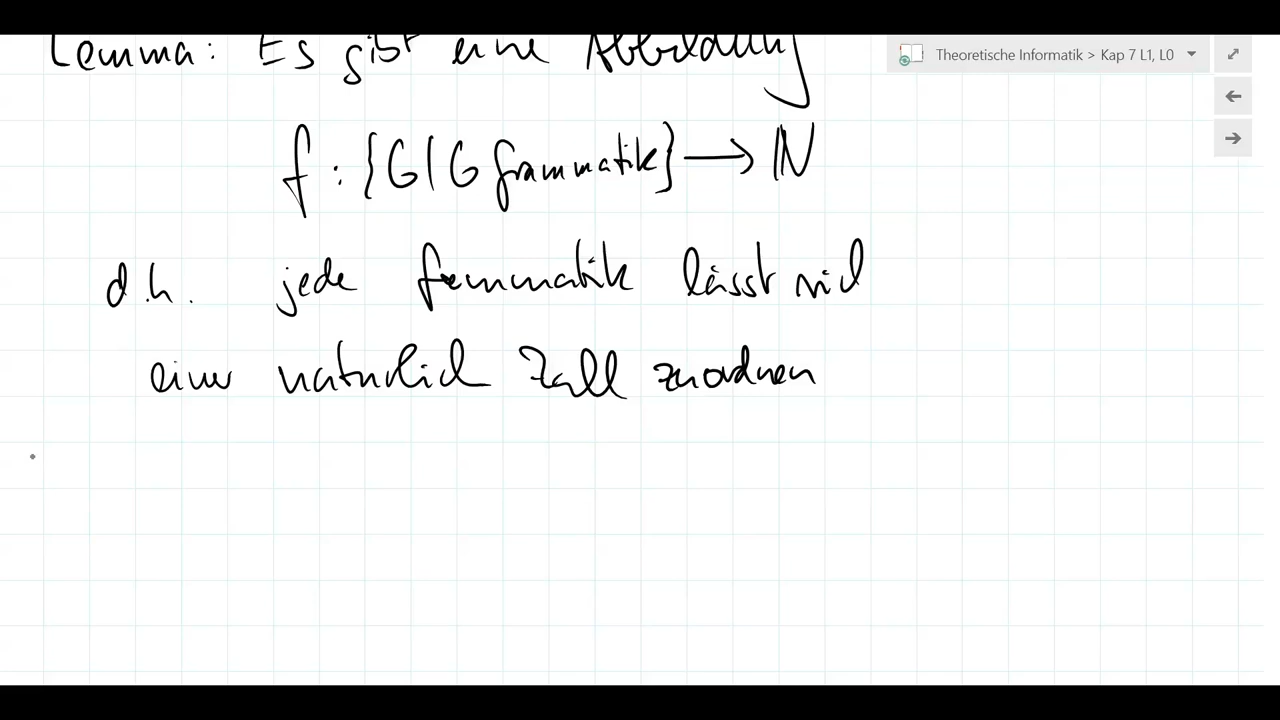 Lemma: Es gibt eine Abbildung
Theoretische Informatik > Kap 7 L1, L0
f : {G | G Grammatik} → ℕ
d.h. jede Grammatik lässt sich
einer natürlich Zahl zuordnen